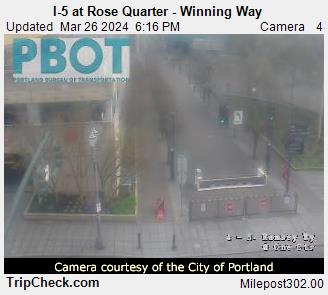 I-5 at Rose Quarter - Winning Way
Updated Mar 26 2024 6:16 PM Camera 4
PBOT
PORTLAND BUREAU OF TRANSPORTATION
Camera courtesy of the City of Portland
TripCheck.com Milepost302.00